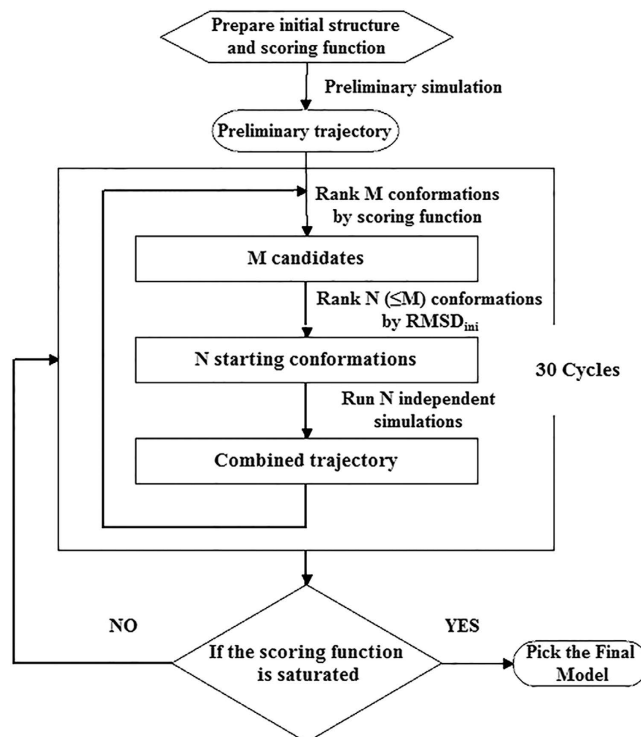 Prepare initial structure
and scoring function
Preliminary simulation
Preliminary trajectory
Rank M conformations
by scoring function
M candidates
Rank N (≤M) conformations
by RMSDini
N starting conformations
30 Cycles
Run N independent
simulations
Combined trajectory
NO
YES
If the scoring function
is saturated
Pick the Final
Model